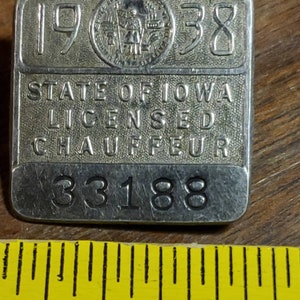 19 38
STATE OF IOWA
LICENSED
CHAUFFEUR
33188